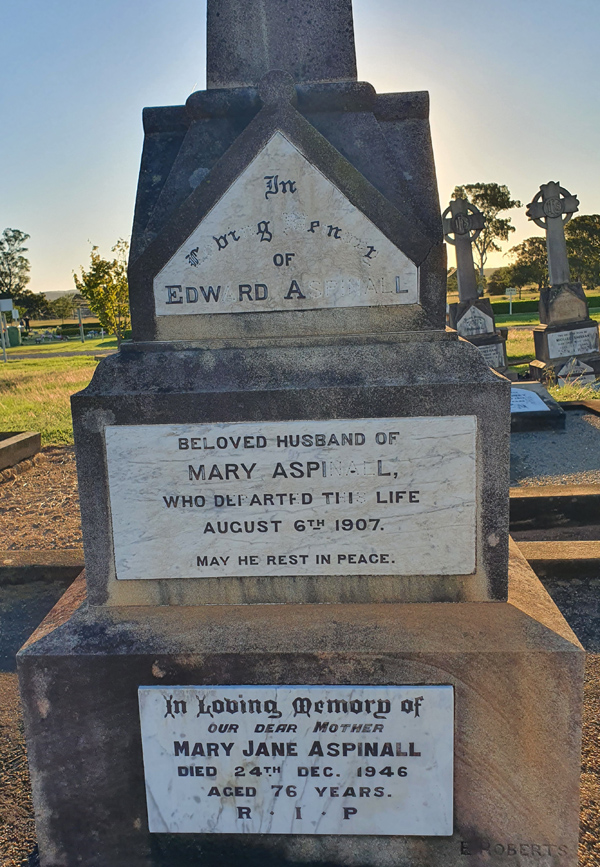 In
Loving Memory
OF
EDWARD ASPINALL
BELOVED HUSBAND OF
MARY ASPINALL,
WHO DEPARTED THIS LIFE
AUGUST 6TH 1907.
MAY HE REST IN PEACE.
In Loving Memory of
OUR DEAR MOTHER
MARY JANE ASPINALL
DIED 24TH DEC. 1946
AGED 76 YEARS.
R · I · P
E. ROBERTS